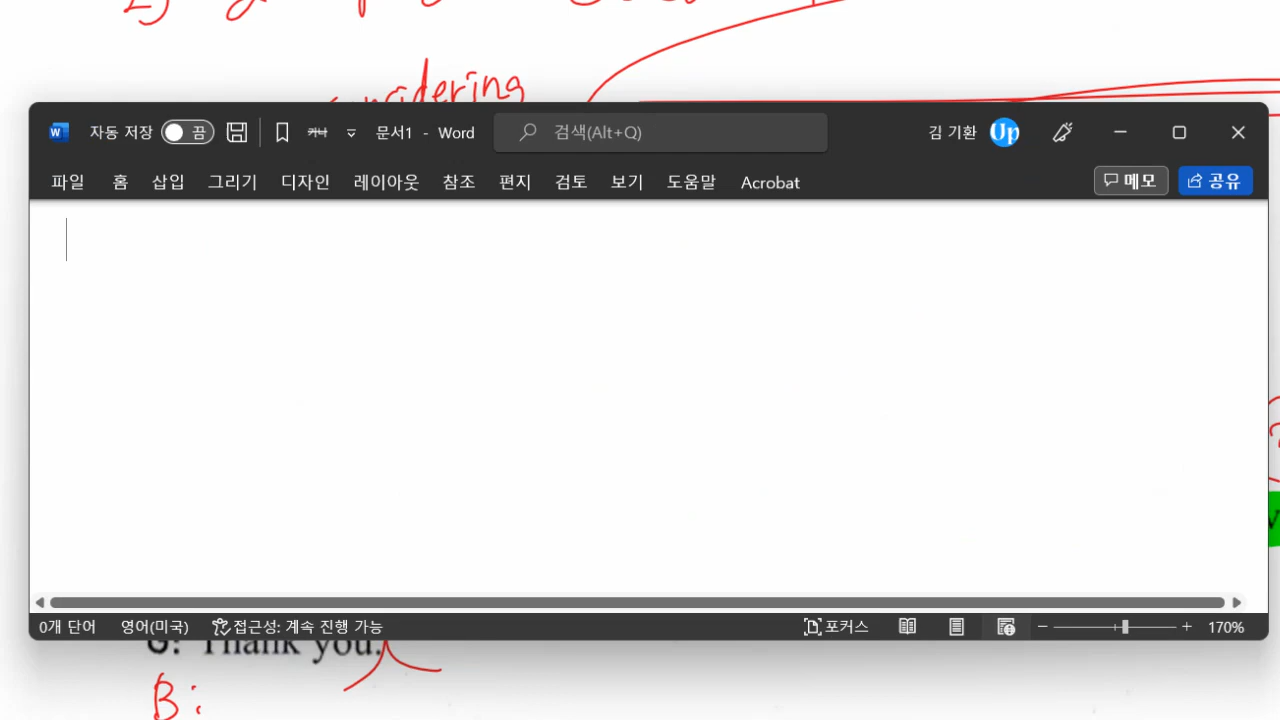 considering
자동 저장 끔 문서1 - Word 검색(Alt+Q) 김 기환 Up
파일 홈 삽입 그리기 디자인 레이아웃 참조 편지 검토 보기 도움말 Acrobat 메모 공유
0개 단어 영어(미국) 접근성: 계속 진행 가능 포커스 170%
G: Thank you.
B: